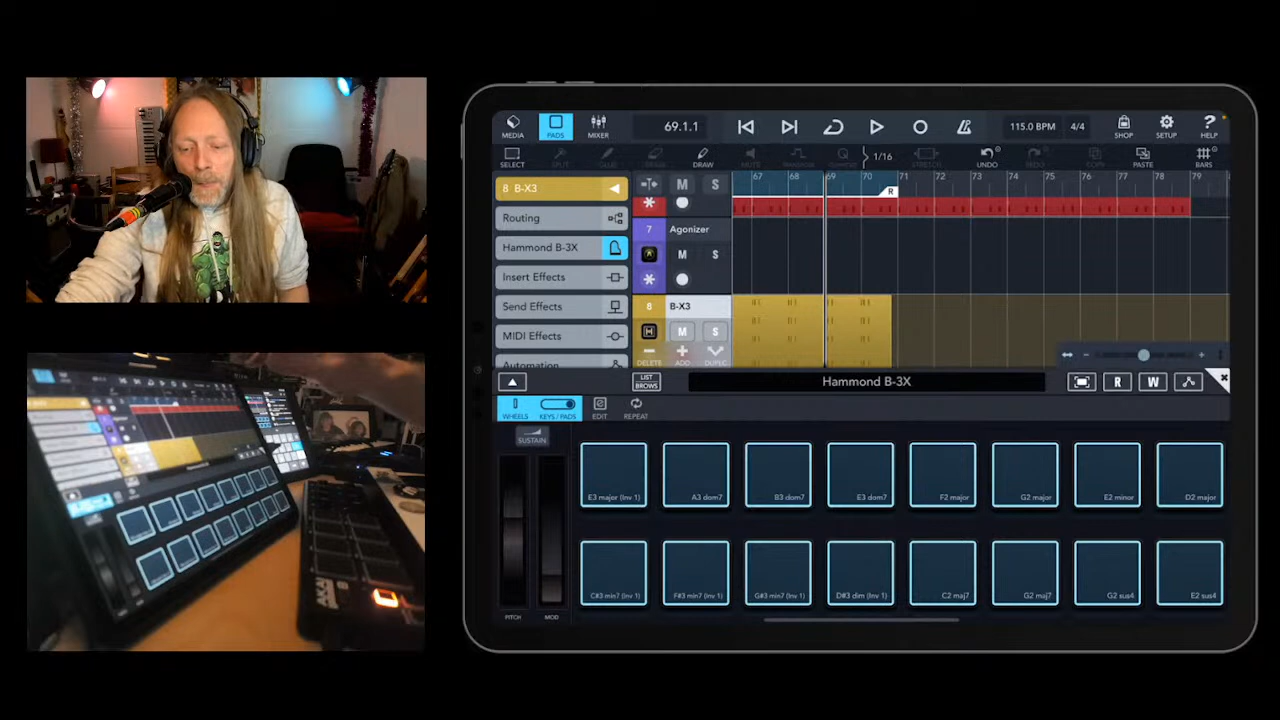 MEDIA PADS MIXER 69.1.1 115.0 BPM 4/4 SHOP SETUP HELP
SELECT DRAW 1/16 UNDO PASTE BARS
8 B-X3
67 68 69 70 71 72 73 74 75 76 77 78 79
M S
R
Routing
7 Agonizer
Hammond B-3X
M S
Insert Effects
Send Effects
8 B-X3
MIDI Effects
M S
Automation
DELETE ADD DUPLC
LIST BROWS
Hammond B-3X
R W
WHEELS KEYS/PADS EDIT REPEAT
SUSTAIN
E3 major (Inv 1) A3 dom7 B3 dom7 E3 dom7 F2 major G2 major E2 minor D2 major
C#3 min7 (Inv 1) F#3 min7 (Inv 1) G#3 min7 (Inv 1) D#3 dim (Inv 1) C2 maj7 G2 maj7 G2 sus4 E2 sus4
PITCH MOD
AKAI